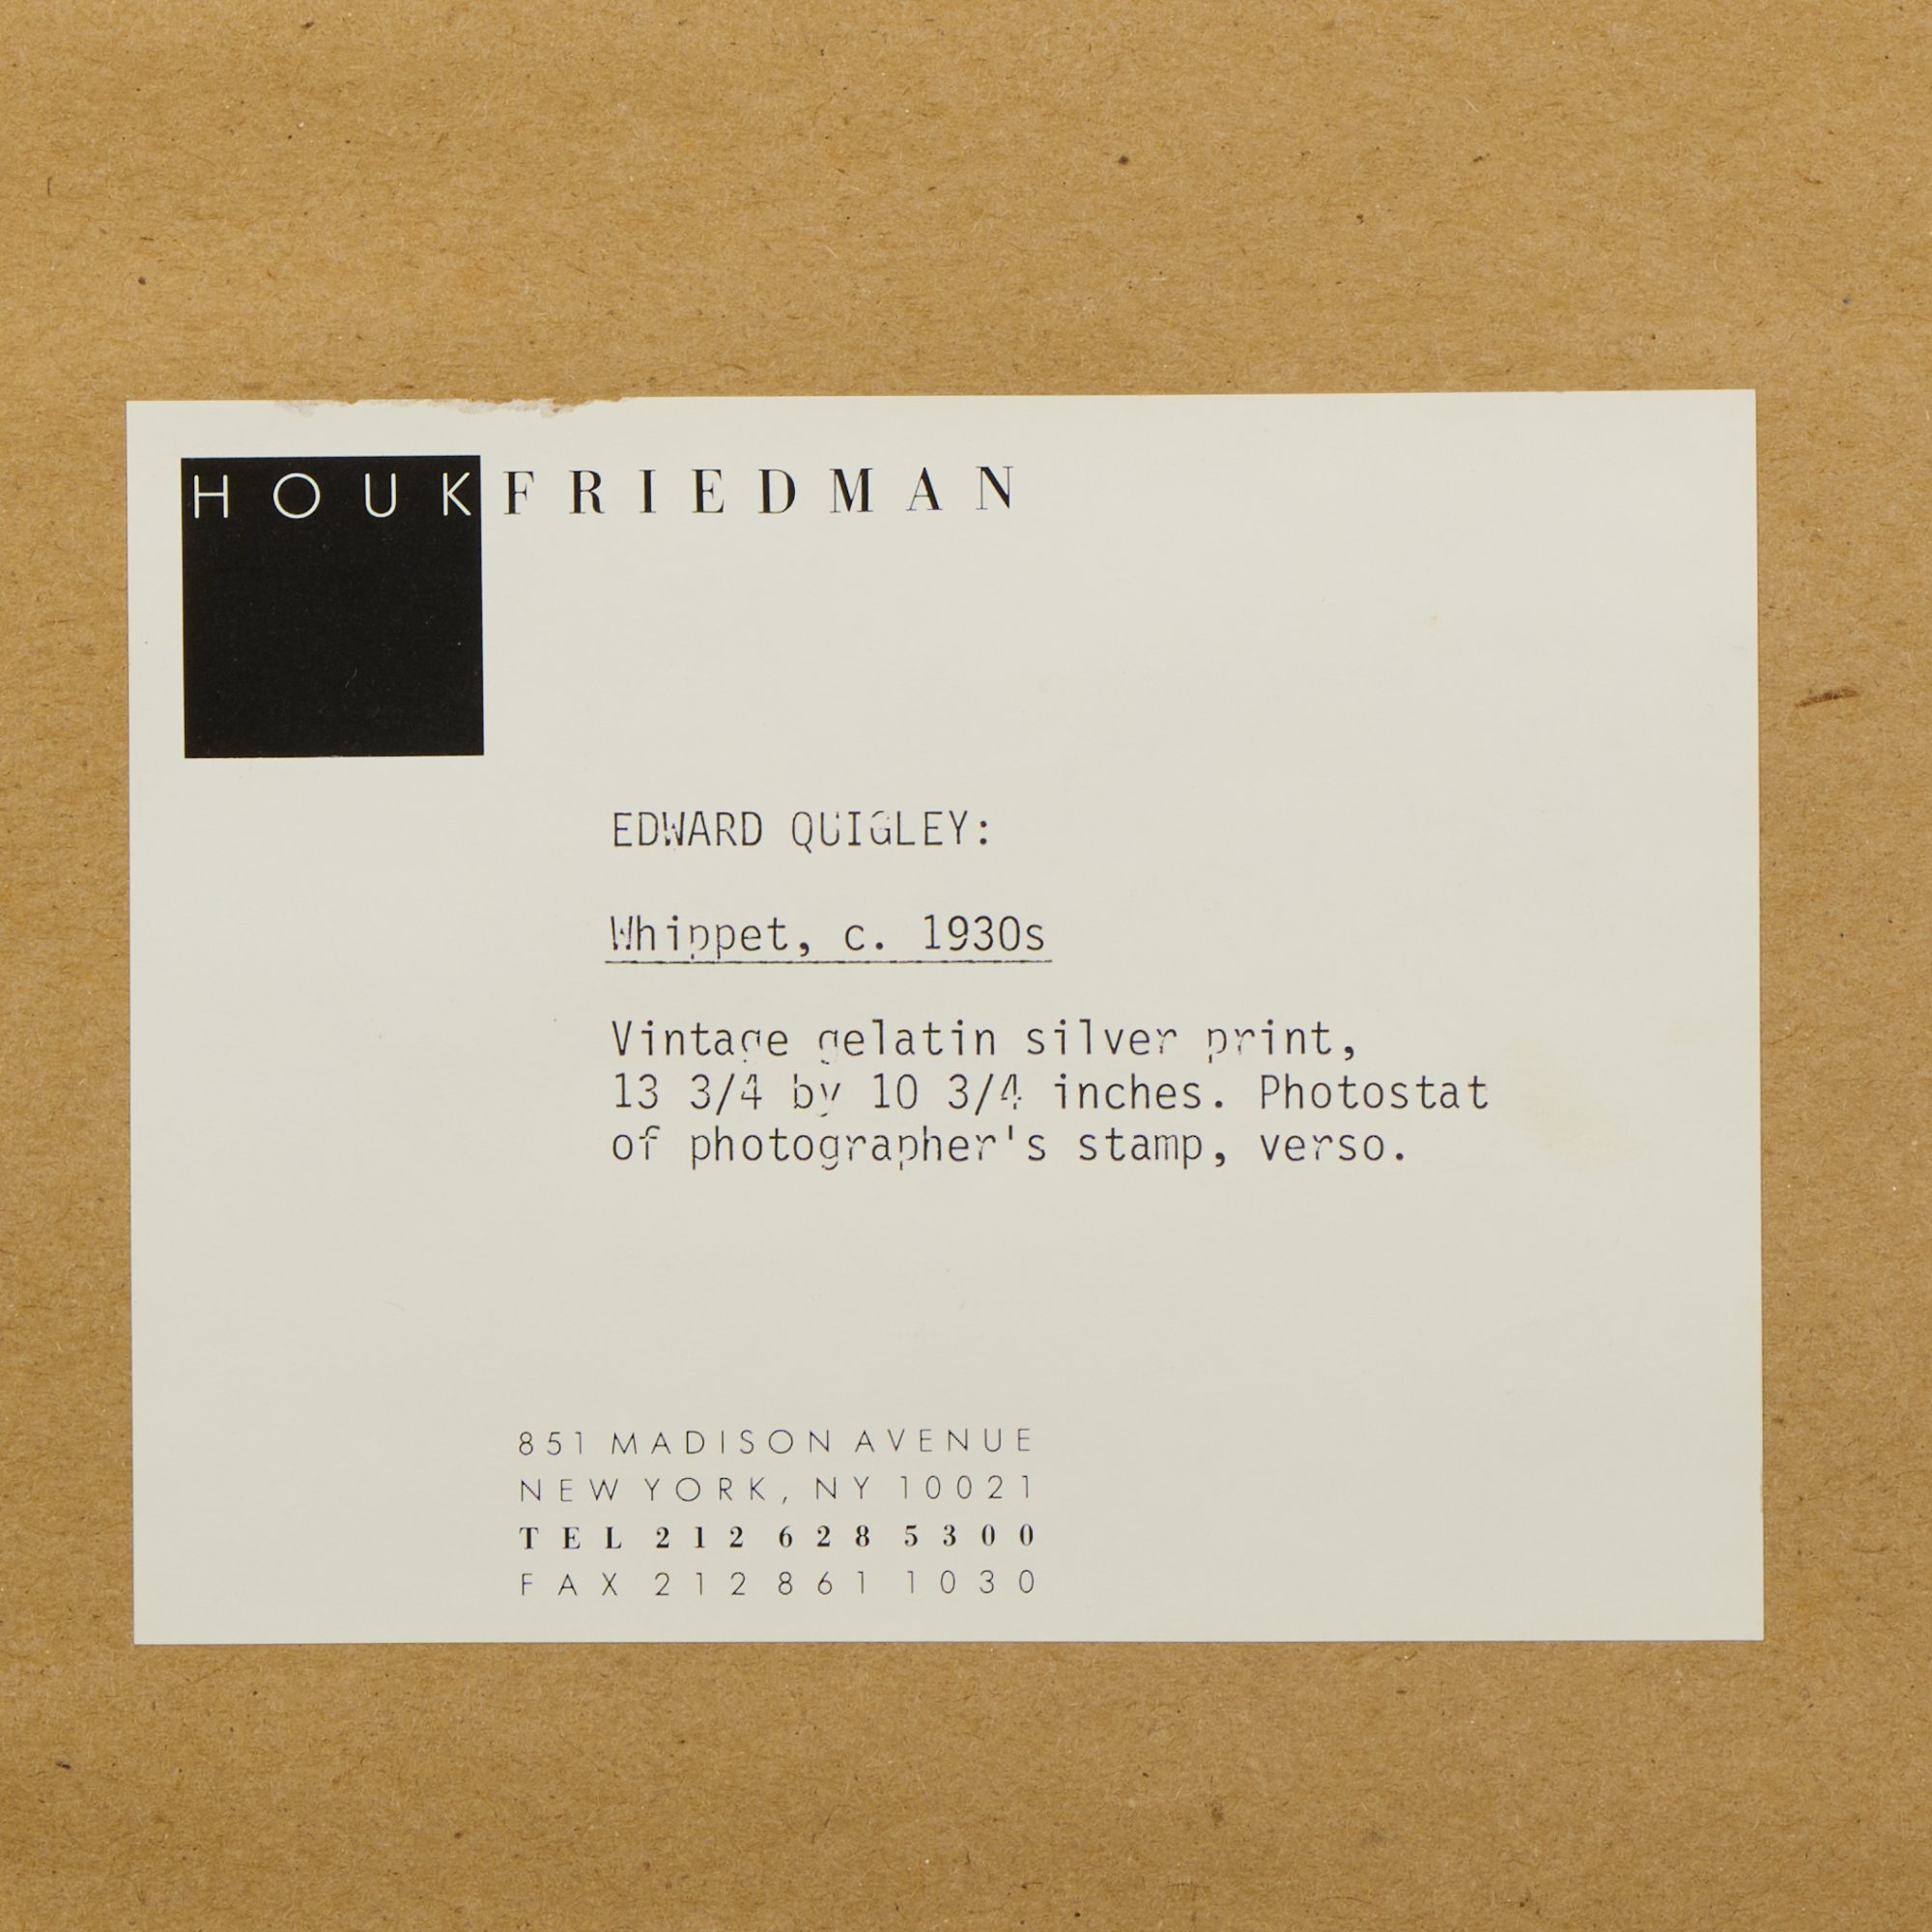 HOUK FRIEDMAN
EDWARD QUIGLEY:
Whippet, c. 1930s
Vintage gelatin silver print,
13 3/4 by 10 3/4 inches. Photostat
of photographer's stamp, verso.
851 MADISON AVENUE
NEW YORK, NY 10021
TEL 212 628 5300
FAX 212 861 1030